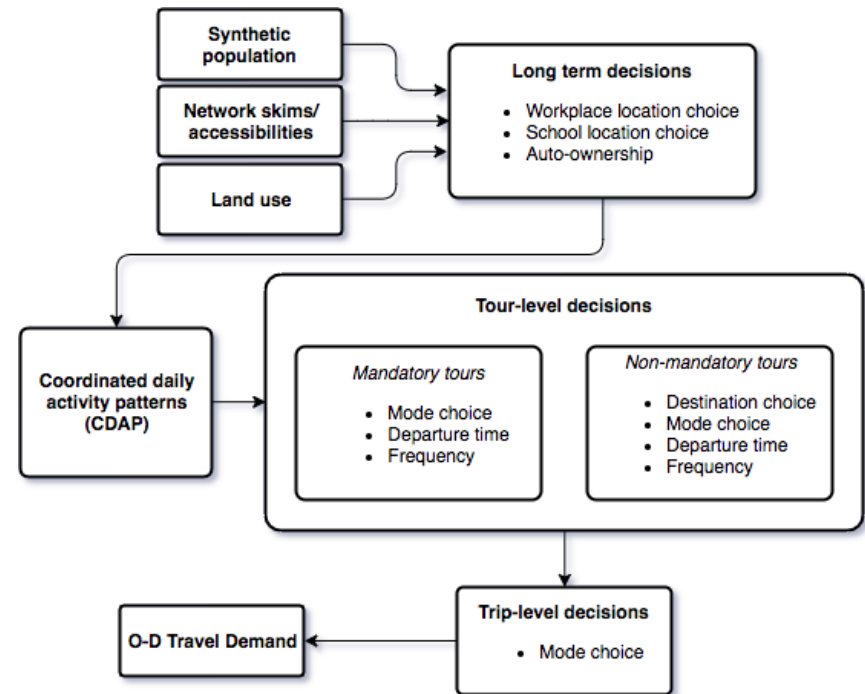 Synthetic
population
Network skims/
accessibilities
Land use
Long term decisions
• Workplace location choice
• School location choice
• Auto-ownership
Coordinated daily
activity patterns
(CDAP)
Tour-level decisions
Mandatory tours
• Mode choice
• Departure time
• Frequency
Non-mandatory tours
• Destination choice
• Mode choice
• Departure time
• Frequency
Trip-level decisions
• Mode choice
O-D Travel Demand